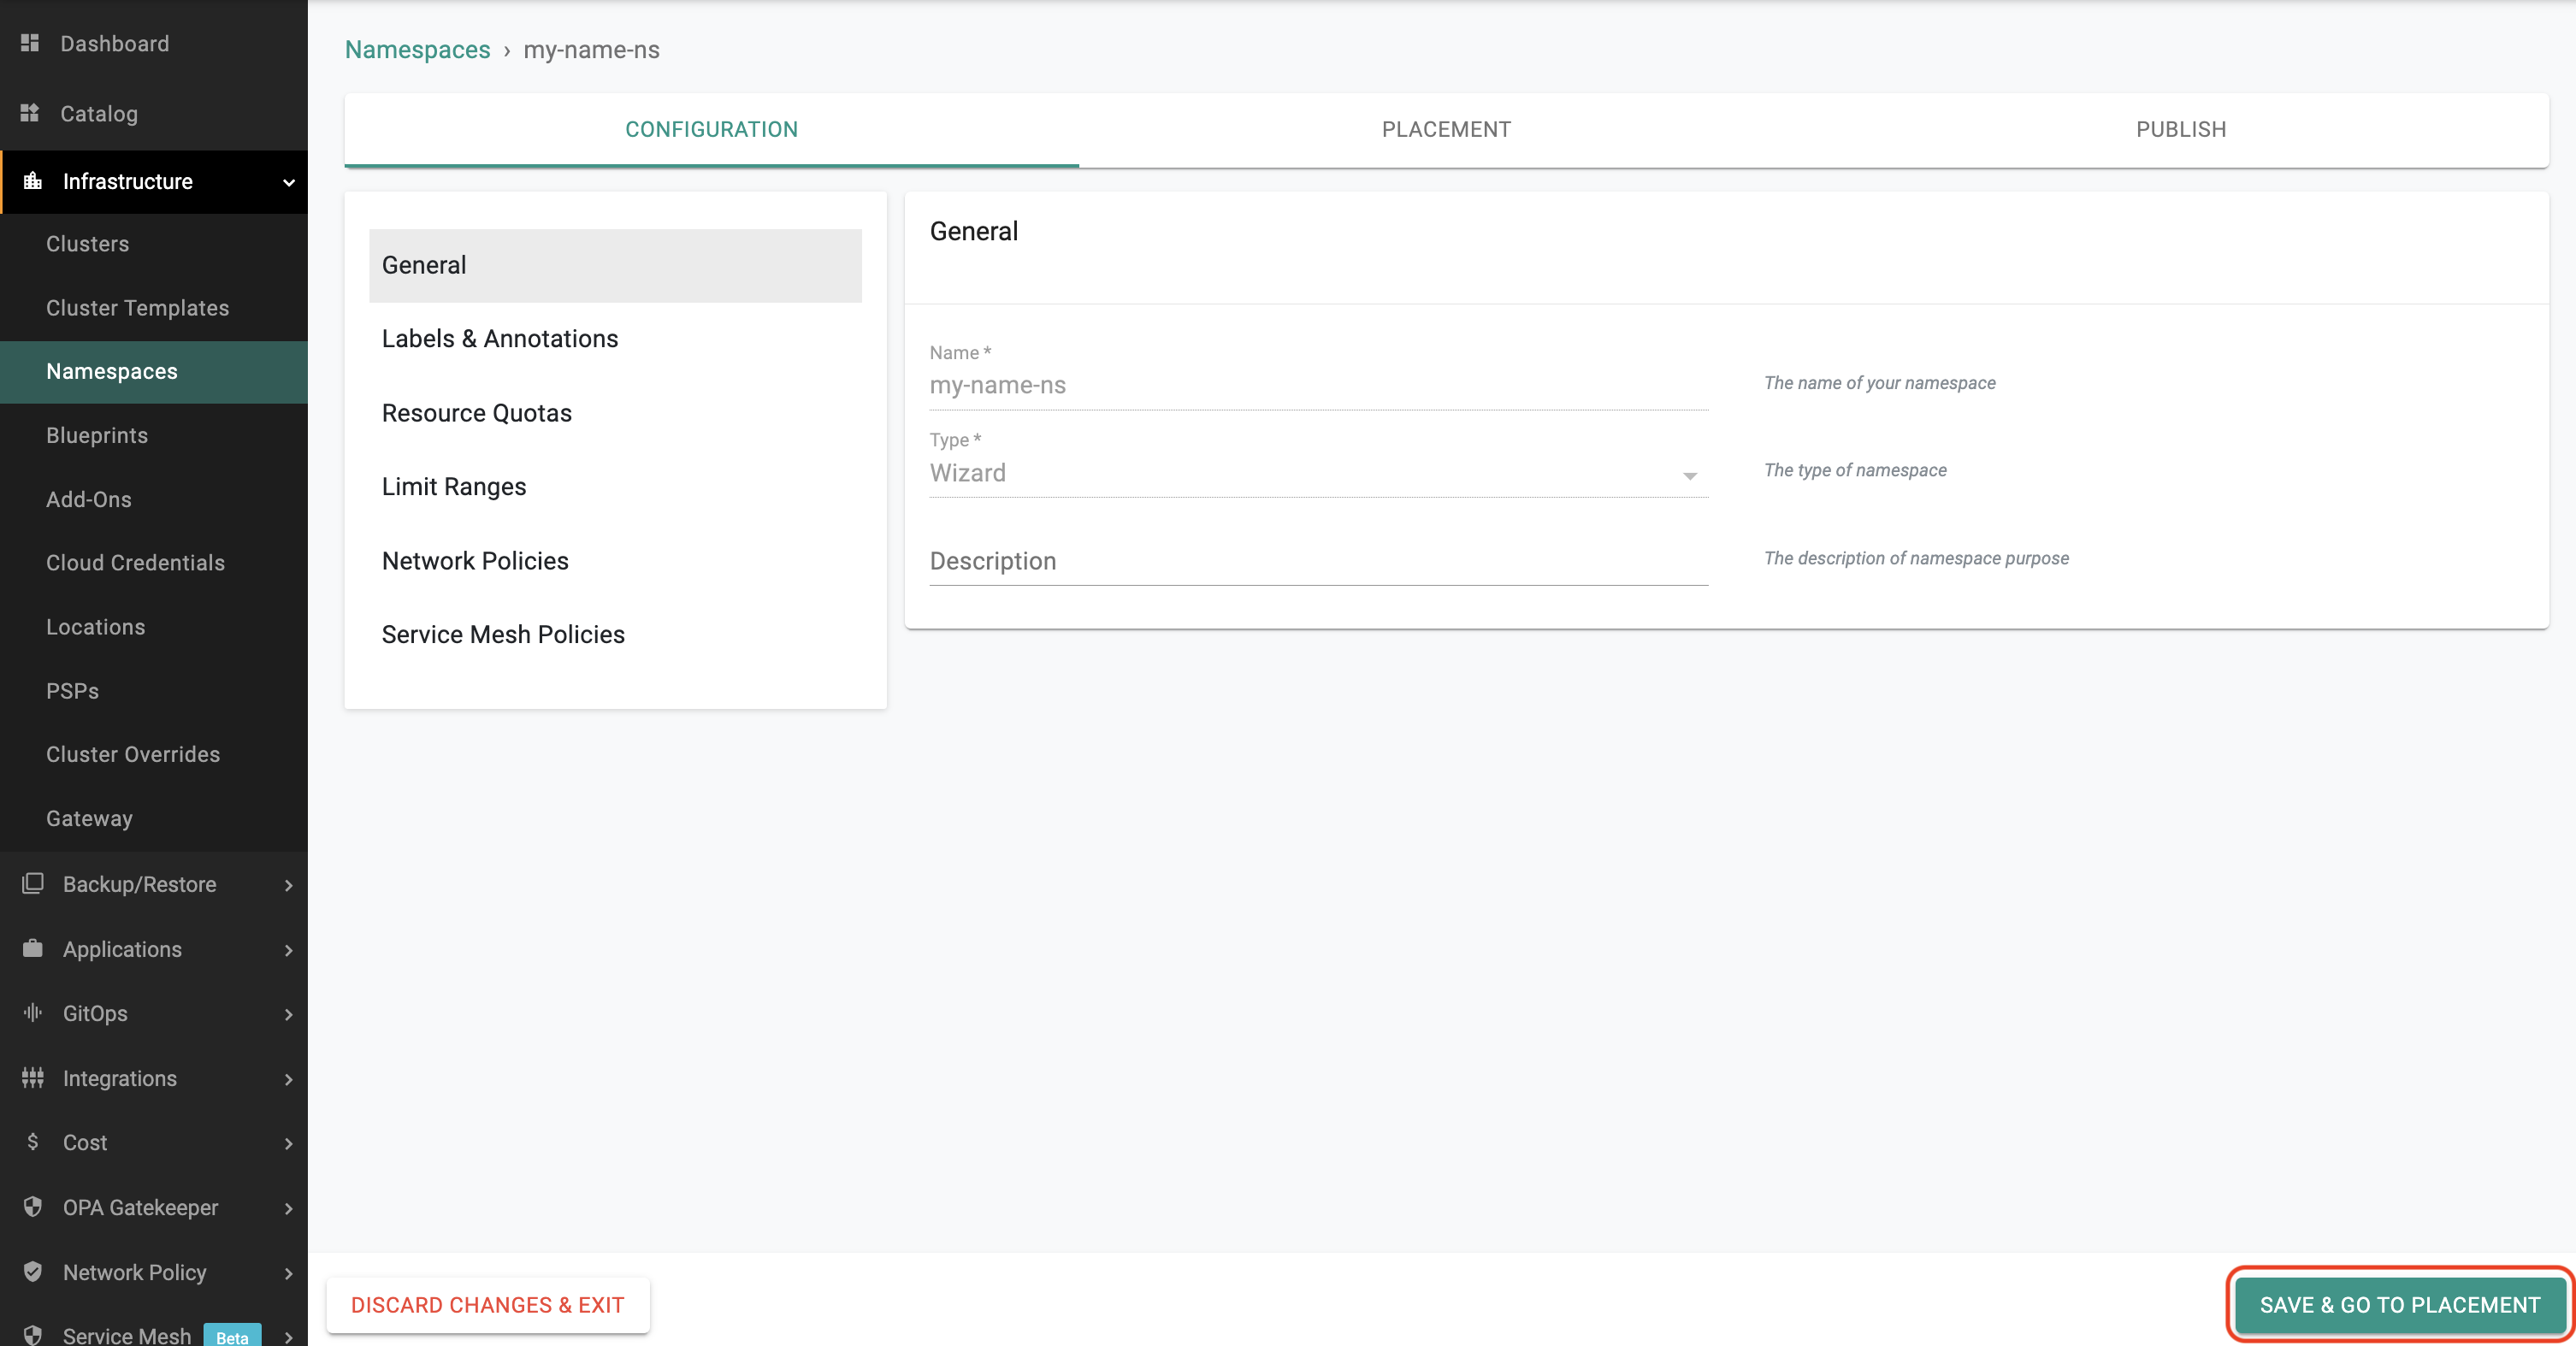 Dashboard
Catalog
Infrastructure
Clusters
Cluster Templates
Namespaces
Blueprints
Add-Ons
Cloud Credentials
Locations
PSPs
Cluster Overrides
Gateway
Backup/Restore
Applications
GitOps
Integrations
Cost
OPA Gatekeeper
Network Policy
Service Mesh Beta
Namespaces › my-name-ns
CONFIGURATION
PLACEMENT
PUBLISH
General
Labels & Annotations
Resource Quotas
Limit Ranges
Network Policies
Service Mesh Policies
General
Name *
my-name-ns
The name of your namespace
Type *
Wizard
The type of namespace
Description
The description of namespace purpose
DISCARD CHANGES & EXIT
SAVE & GO TO PLACEMENT